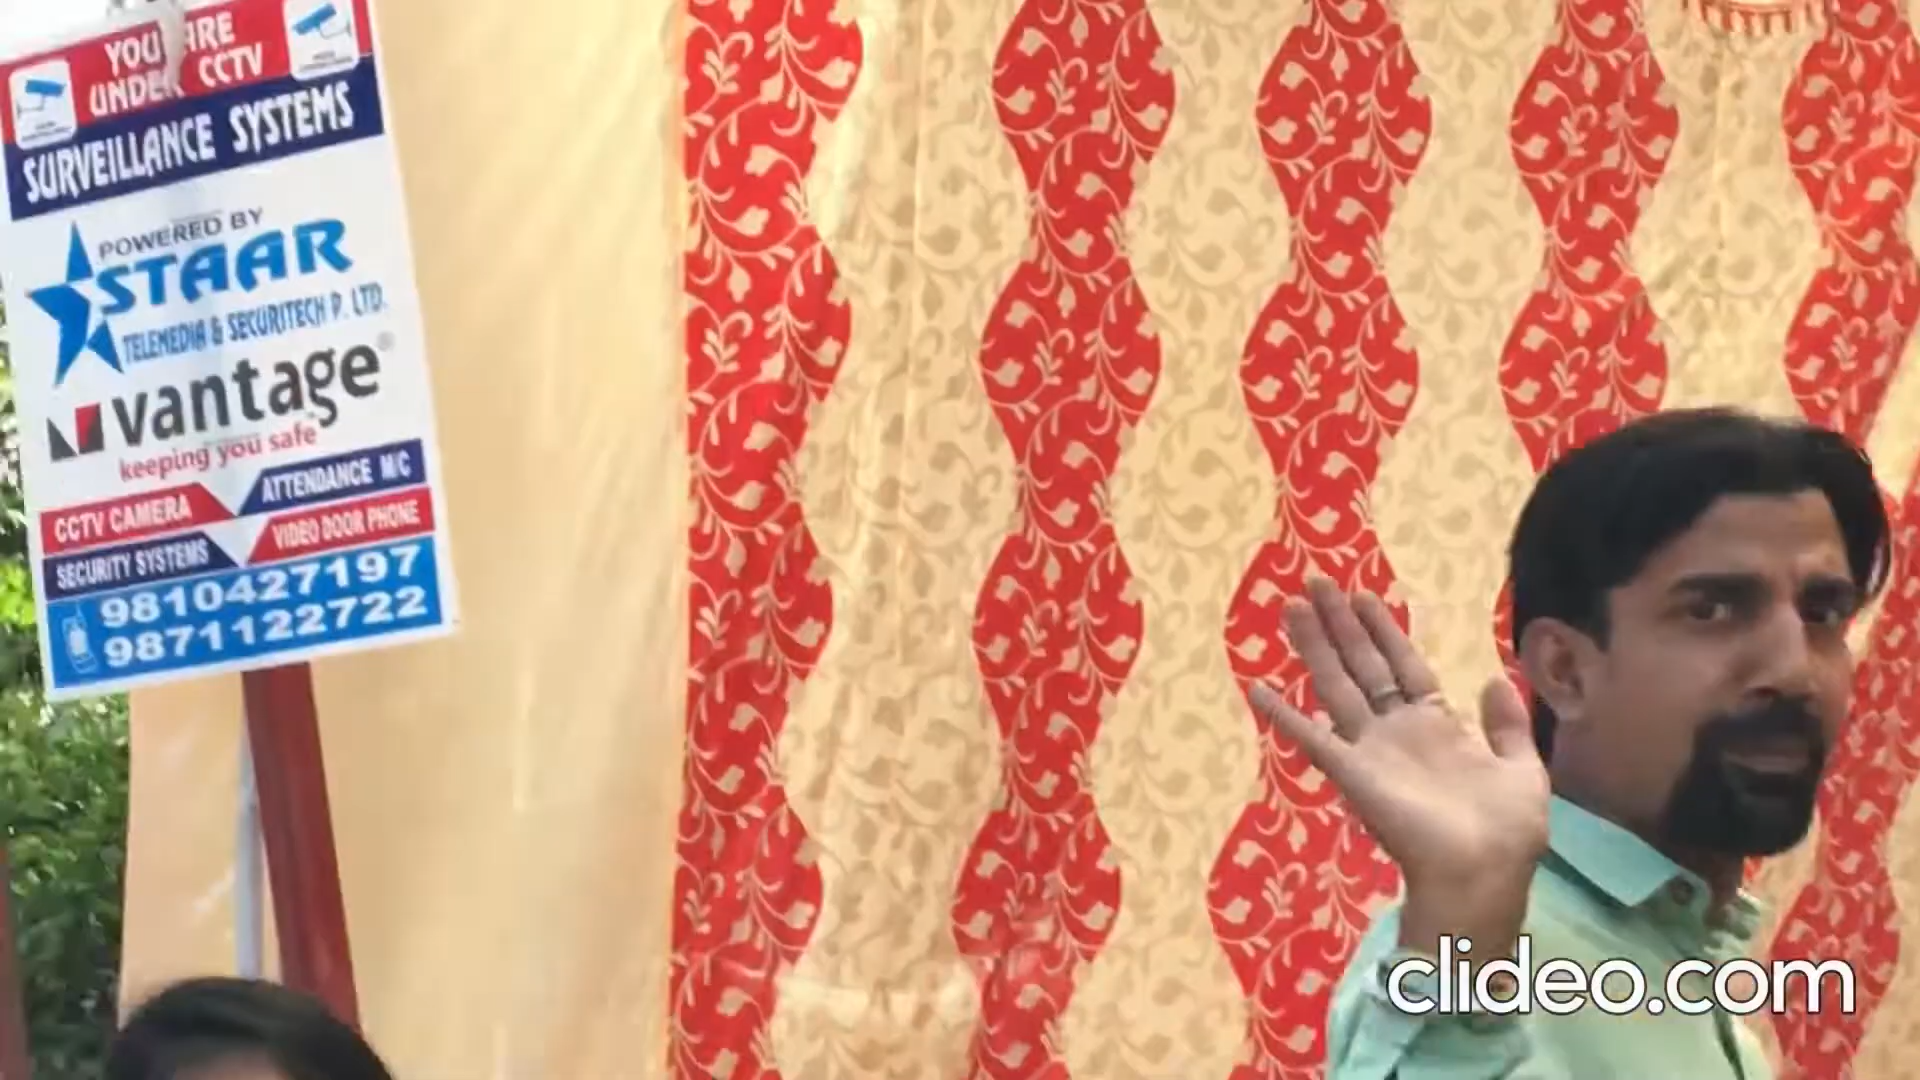 YOU ARE
UNDER CCTV
SURVEILLANCE SYSTEMS
POWERED BY
STAAR
TELEMEDIA & SECURITECH P. LTD.
vantage®
keeping you safe™
CCTV CAMERA
ATTENDANCE M/C
SECURITY SYSTEMS
VIDEO DOOR PHONE
9810427197
9871122722
clideo.com